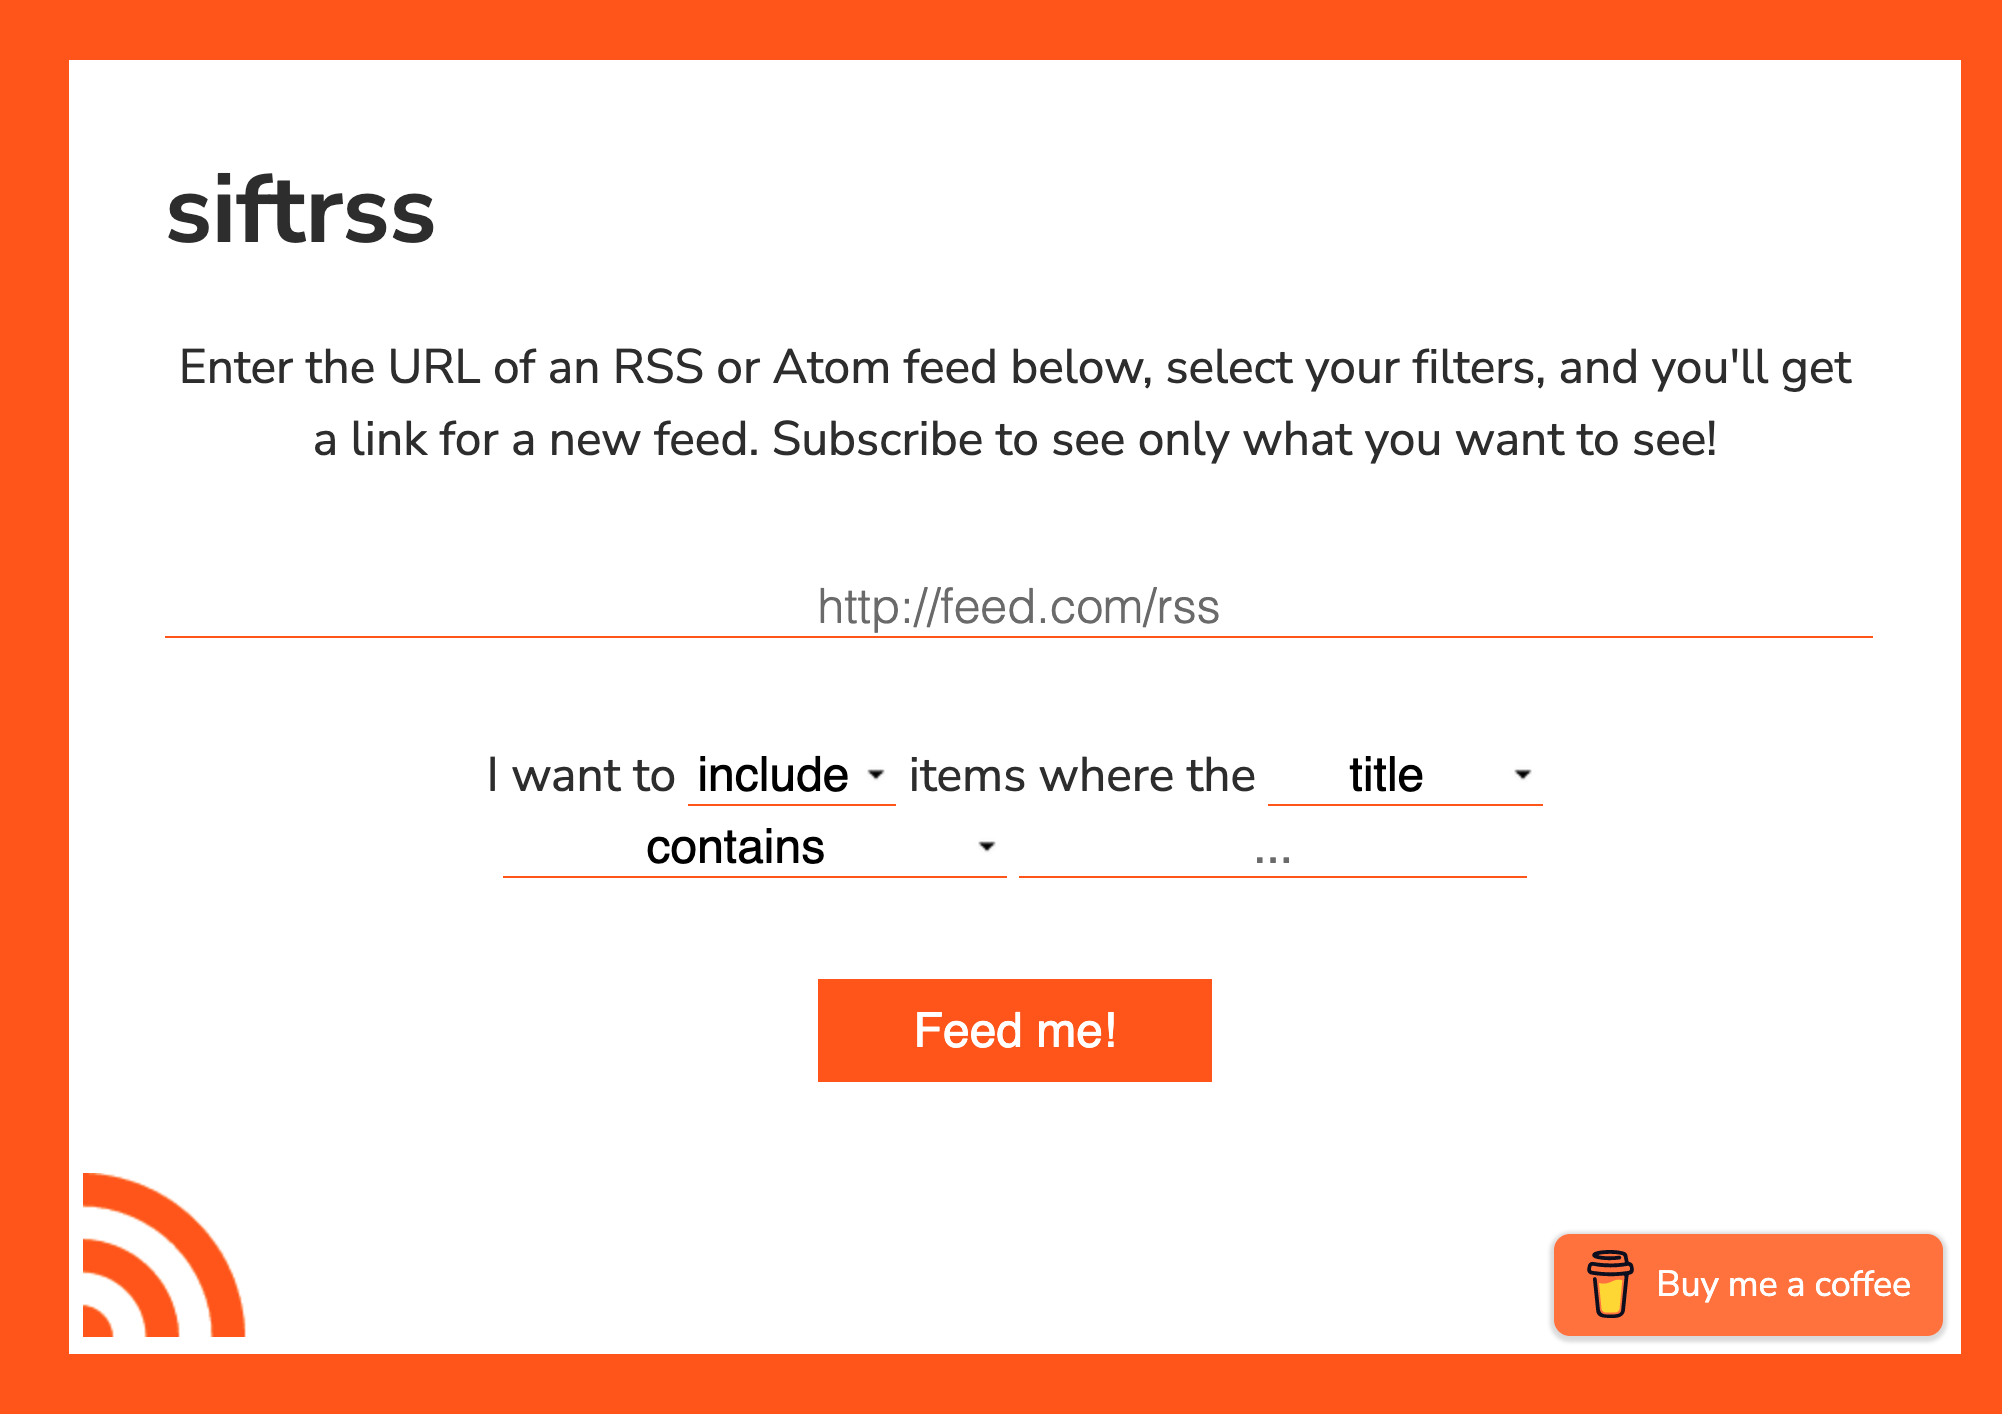 siftrss
Enter the URL of an RSS or Atom feed below, select your filters, and you'll get
a link for a new feed. Subscribe to see only what you want to see!
http://feed.com/rss
I want to include items where the title
contains ...
Feed me!
Buy me a coffee